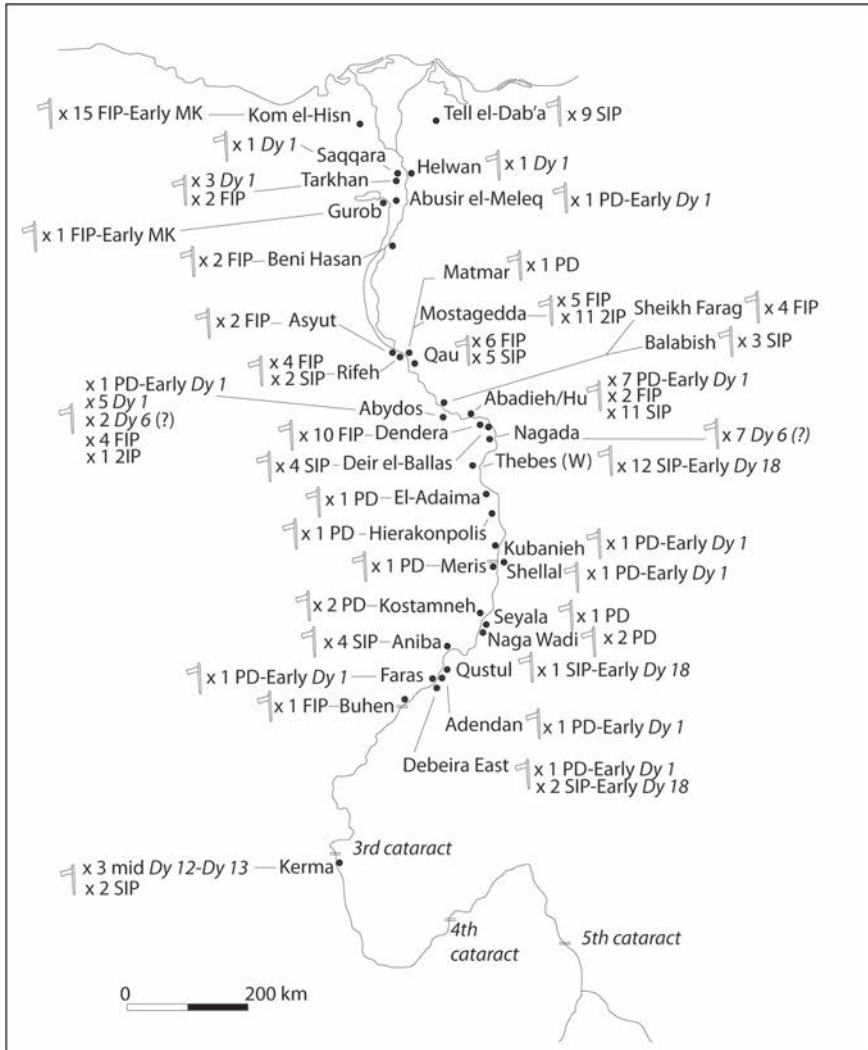 x 15 FIP-Early MK
Kom el-Hisn
Tell el-Dab'a
x 9 SIP
x 1 Dy 1
Saqqara
Helwan
x 1 Dy 1
x 3 Dy 1
x 2 FIP
Tarkhan
Abusir el-Meleq
x 1 PD-Early Dy 1
Gurob
x 1 FIP-Early MK
x 2 FIP
Beni Hasan
Matmar
x 1 PD
Mostagedda
x 5 FIP
x 11 2IP
Sheikh Farag
x 4 FIP
x 2 FIP
Asyut
Balabish
x 3 SIP
Qau
x 6 FIP
x 5 SIP
x 4 FIP
x 2 SIP
Rifeh
x 1 PD-Early Dy 1
x 5 Dy 1
x 2 Dy 6 (?)
x 4 FIP
x 1 2IP
Abydos
Abadieh/Hu
x 7 PD-Early Dy 1
x 2 FIP
x 11 SIP
x 10 FIP
Dendera
Nagada
x 7 Dy 6 (?)
x 4 SIP
Deir el-Ballas
Thebes (W)
x 12 SIP-Early Dy 18
x 1 PD
El-Adaima
x 1 PD
Hierakonpolis
Kubanieh
x 1 PD-Early Dy 1
x 1 PD
Meris
Shellal
x 1 PD-Early Dy 1
x 2 PD
Kostamneh
Seyala
x 1 PD
Naga Wadi
x 2 PD
x 4 SIP
Aniba
Qustul
x 1 SIP-Early Dy 18
x 1 PD-Early Dy 1
Faras
x 1 FIP
Buhen
Adendan
x 1 PD-Early Dy 1
Debeira East
x 1 PD-Early Dy 1
x 2 SIP-Early Dy 18
3rd cataract
x 3 mid Dy 12-Dy 13
x 2 SIP
Kerma
4th
cataract
5th cataract
0
200 km